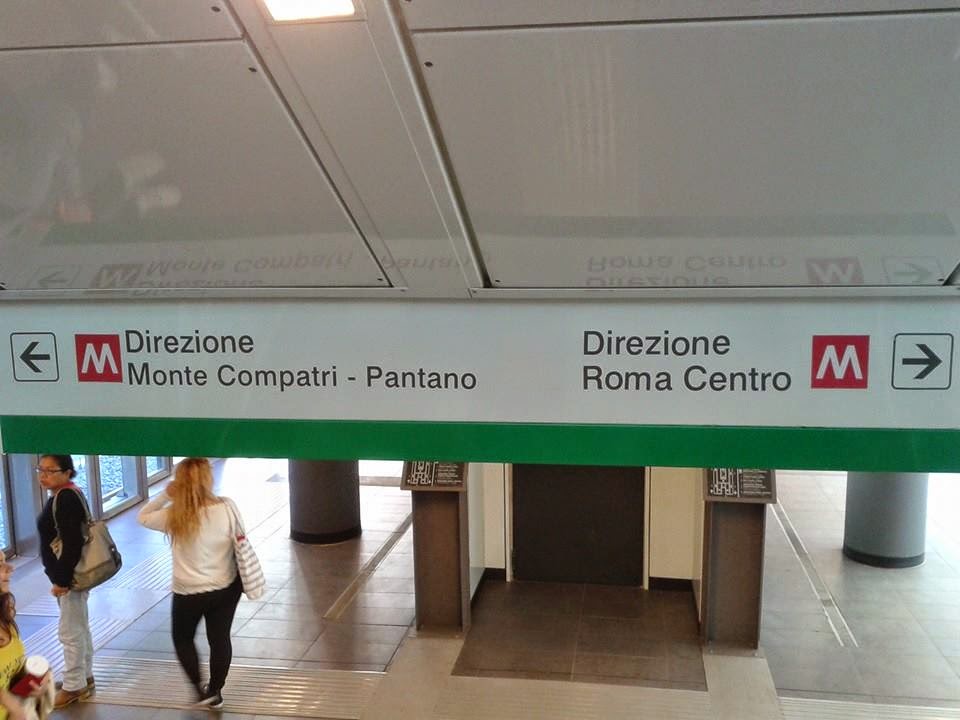 Direzione
Monte Compatri - Pantano
Direzione
Roma Centro
M
M